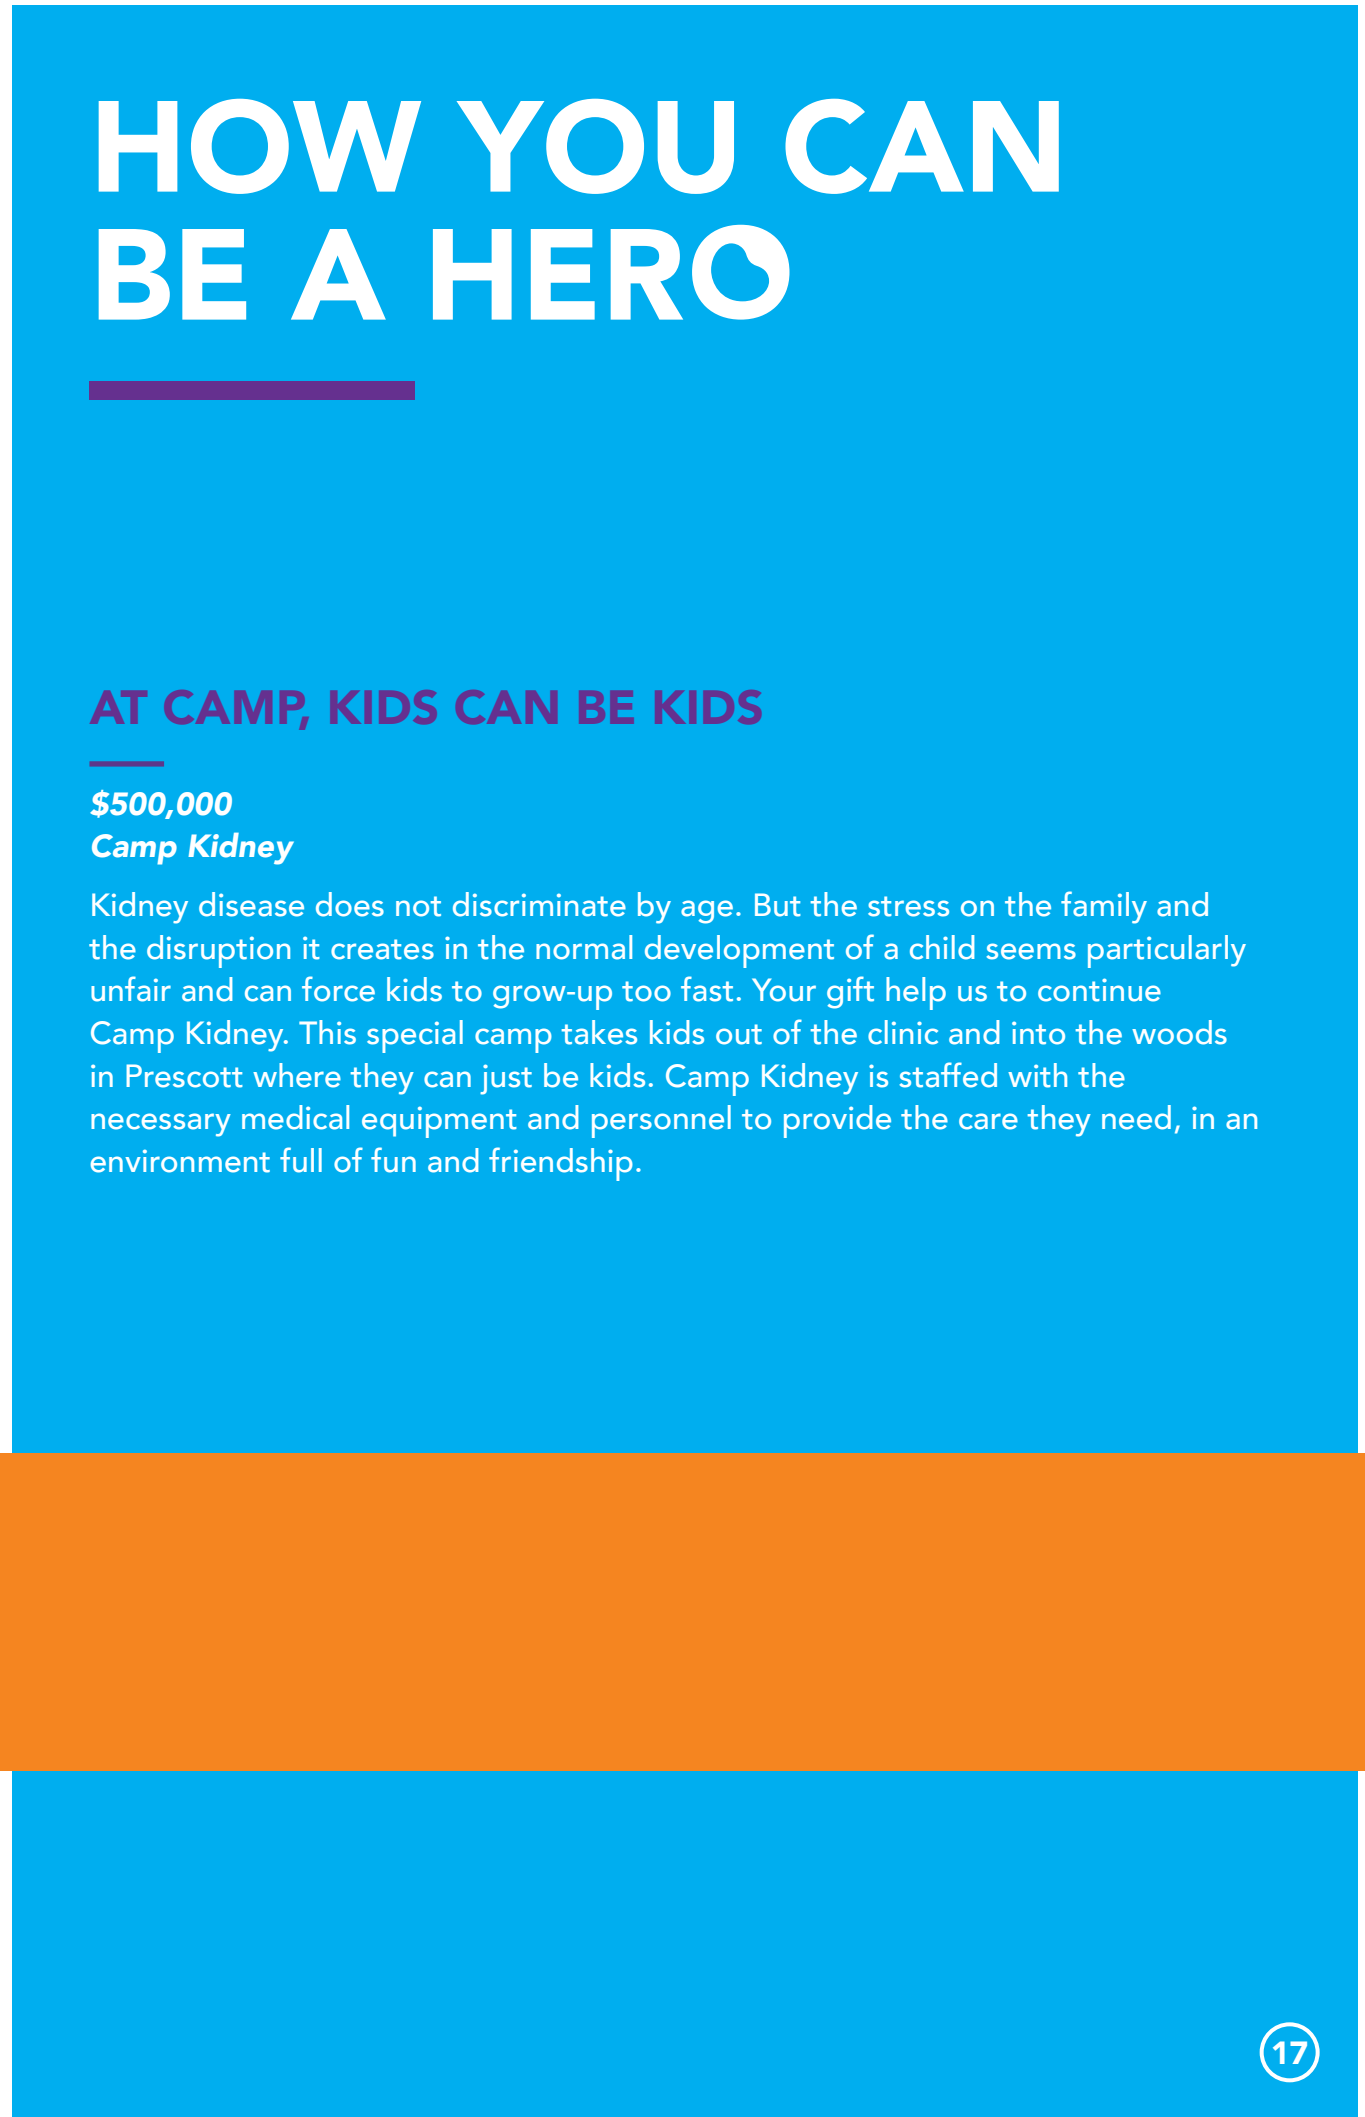 HOW YOU CAN
BE A HERO
AT CAMP, KIDS CAN BE KIDS
$500,000
Camp Kidney
Kidney disease does not discriminate by age. But the stress on the family and
the disruption it creates in the normal development of a child seems particularly
unfair and can force kids to grow-up too fast. Your gift help us to continue
Camp Kidney. This special camp takes kids out of the clinic and into the woods
in Prescott where they can just be kids. Camp Kidney is staffed with the
necessary medical equipment and personnel to provide the care they need, in an
environment full of fun and friendship.
17